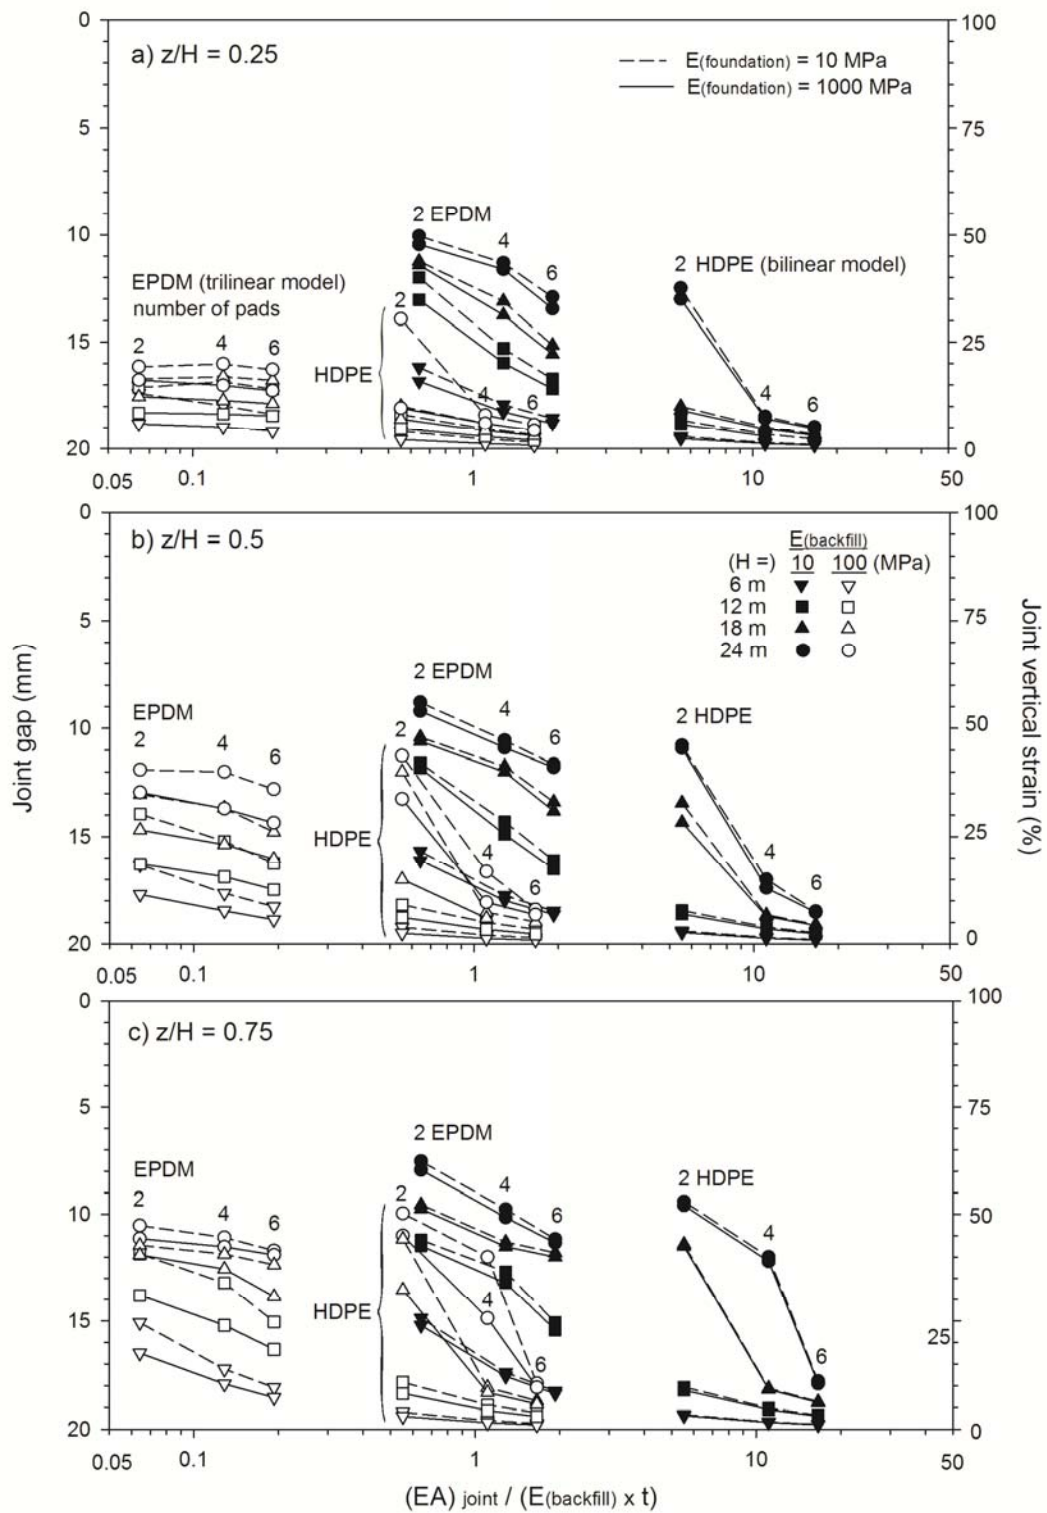 a) z/H = 0.25
E(foundation) = 10 MPa
E(foundation) = 1000 MPa
0
5
10
15
20
100
75
50
25
0
2 EPDM
4
6
2 HDPE (bilinear model)
4
6
EPDM (trilinear model)
number of pads
2
4
6
HDPE
2
4
6
0.05
0.1
1
10
50
b) z/H = 0.5
E(backfill)
(H =) 10 100 (MPa)
6 m
12 m
18 m
24 m
0
5
10
15
20
100
75
50
25
0
Joint gap (mm)
Joint vertical
strain (%)
EPDM
2
4
6
2 EPDM
4
6
HDPE
2
4
6
2 HDPE
4
6
0.05
0.1
1
10
50
c) z/H = 0.75
0
5
10
15
20
100
75
50
25
0
EPDM
2
4
6
2 EPDM
4
6
HDPE
2
4
6
2 HDPE
4
6
0.05
0.1
1
10
50
(EA) joint / (E(backfill) x t)